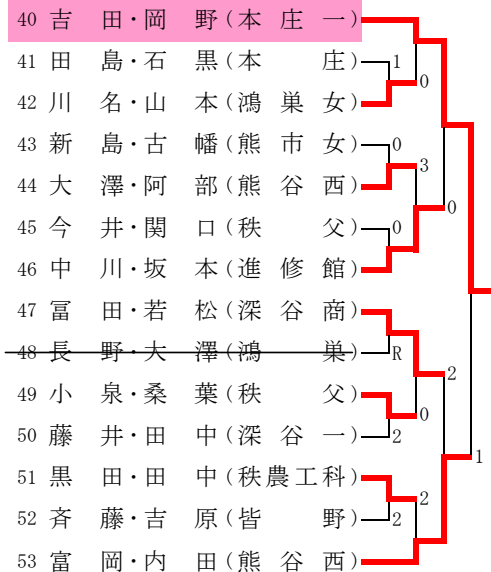 40 吉 田・岡 野(本 庄 一)
41 田 島・石 黒(本 庄) 1
0
42 川 名・山 本(鴻 巣 女)
43 新 島・古 幡(熊 市 女) 0
3
44 大 澤・阿 部(熊 谷 西)
0
45 今 井・関 口(秩 父) 0
46 中 川・坂 本(進 修 館)
47 冨 田・若 松(深 谷 商)
48 長 野・大 澤(鴻 巣) R
2
49 小 泉・桑 葉(秩 父)
0
50 藤 井・田 中(深 谷 一) 2
1
51 黒 田・田 中(秩農工科)
2
52 斉 藤・吉 原(皆 野) 2
53 富 岡・内 田(熊 谷 西)